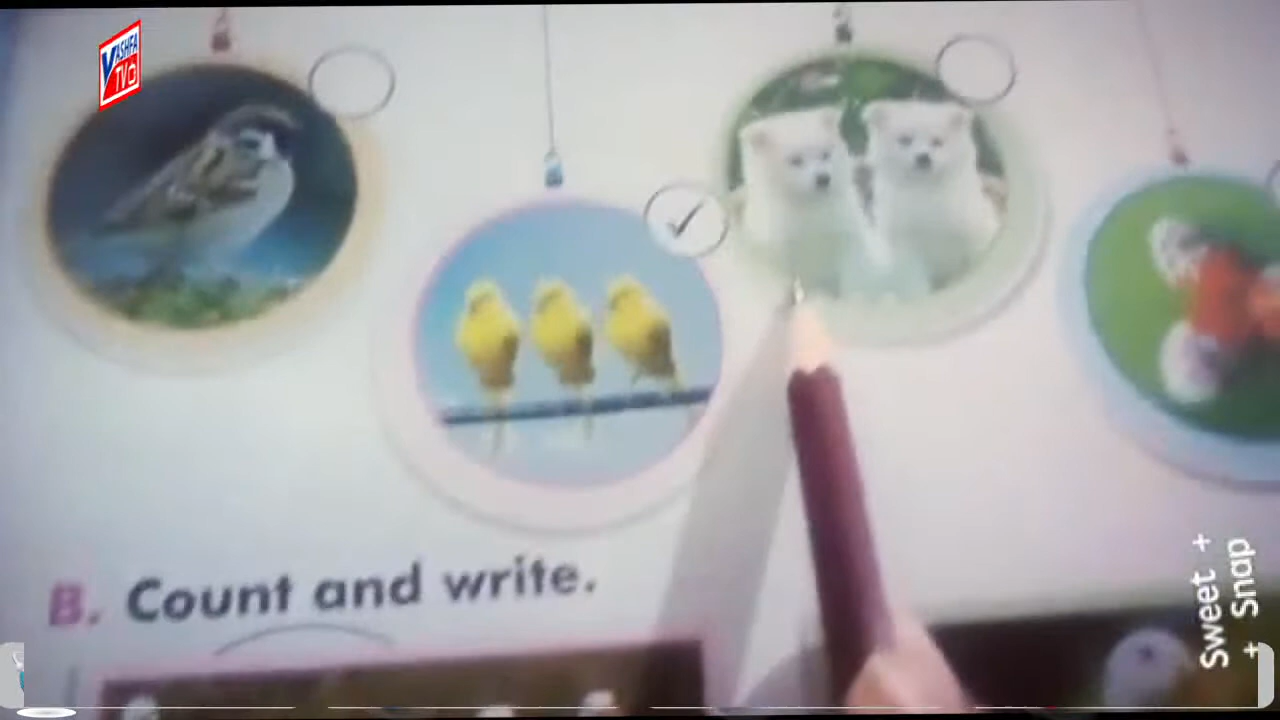 VASHFA
TV
B. Count and write.
Sweet +
+ Snap